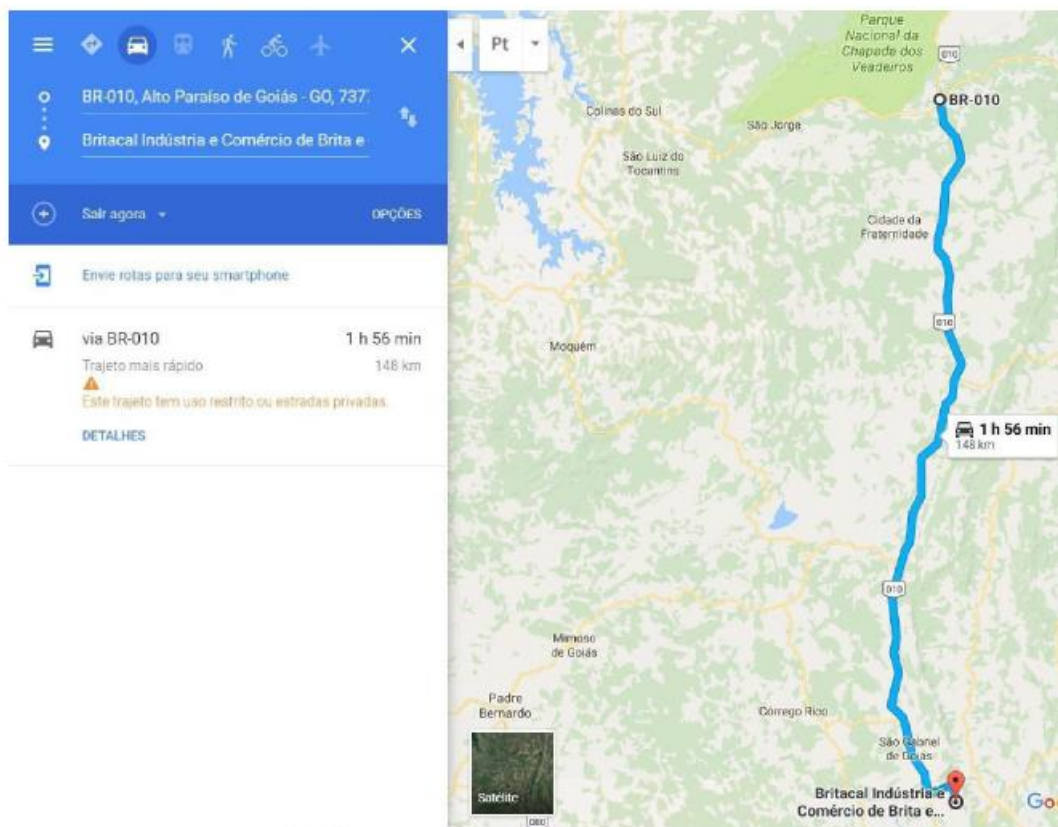 BR-010, Alto Paraíso de Goiás - GO, 737:
Britacal Indústria e Comércio de Brita e
Sair agora
OPÇÕES
Envie rotas para seu smartphone
via BR-010
1 h 56 min
Trajeto mais rápido
148 km
Este trajeto tem uso restrito ou estradas privadas.
DETALHES
Pt
Parque
Nacional da
Chapada dos
Veadeiros
010
BR-010
Colinas do Sul
São Jorge
São Luiz do
Tocantins
Cidade da
Fraternidade
010
Moquém
1 h 56 min
148 km
010
Mimoso
de Goiás
Padre
Bernardo
Córrego Rico
São Gabriel
de Goiás
Satélite
Britacal Indústria e
Comércio de Brita e...
Goo
080